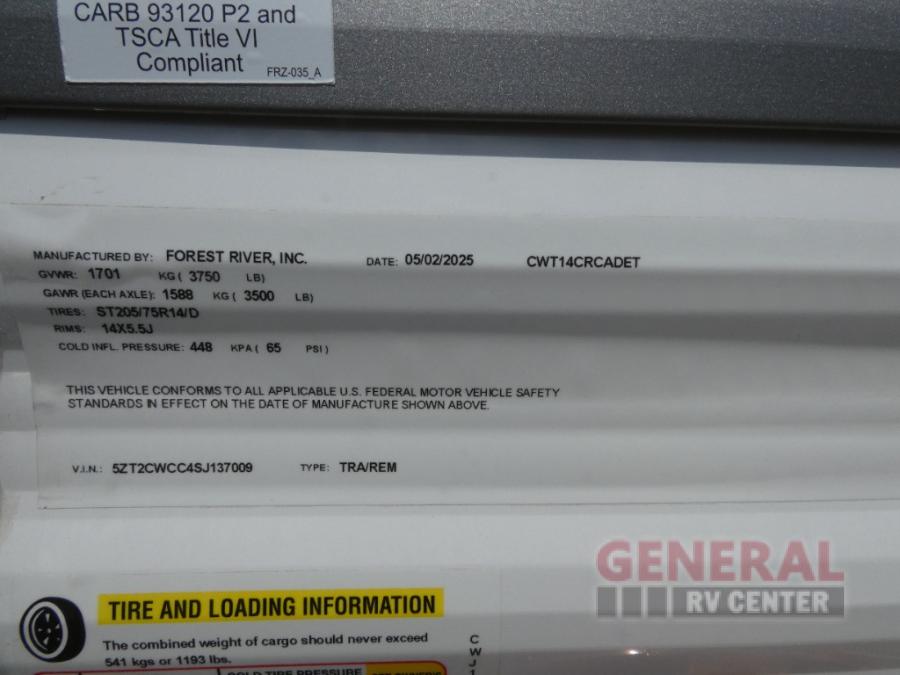 CARB 93120 P2 and
TSCA Title VI
Compliant
FRZ-035_A
MANUFACTURED BY: FOREST RIVER, INC. DATE: 05/02/2025 CWT14CRCADET
GVWR: 1701 KG ( 3750 LB)
GAWR (EACH AXLE): 1588 KG ( 3500 LB)
TIRES: ST205/75R14/D
RIMS: 14X5.5J
COLD INFL. PRESSURE: 448 KPA ( 65 PSI )
THIS VEHICLE CONFORMS TO ALL APPLICABLE U.S. FEDERAL MOTOR VEHICLE SAFETY
STANDARDS IN EFFECT ON THE DATE OF MANUFACTURE SHOWN ABOVE.
V.I.N.: 5ZT2CWCC4SJ137009 TYPE: TRA/REM
GENERAL
RV CENTER
TIRE AND LOADING INFORMATION
The combined weight of cargo should never exceed
541 kgs or 1193 lbs.
COLD TIRE PRESSURE
CWJ1